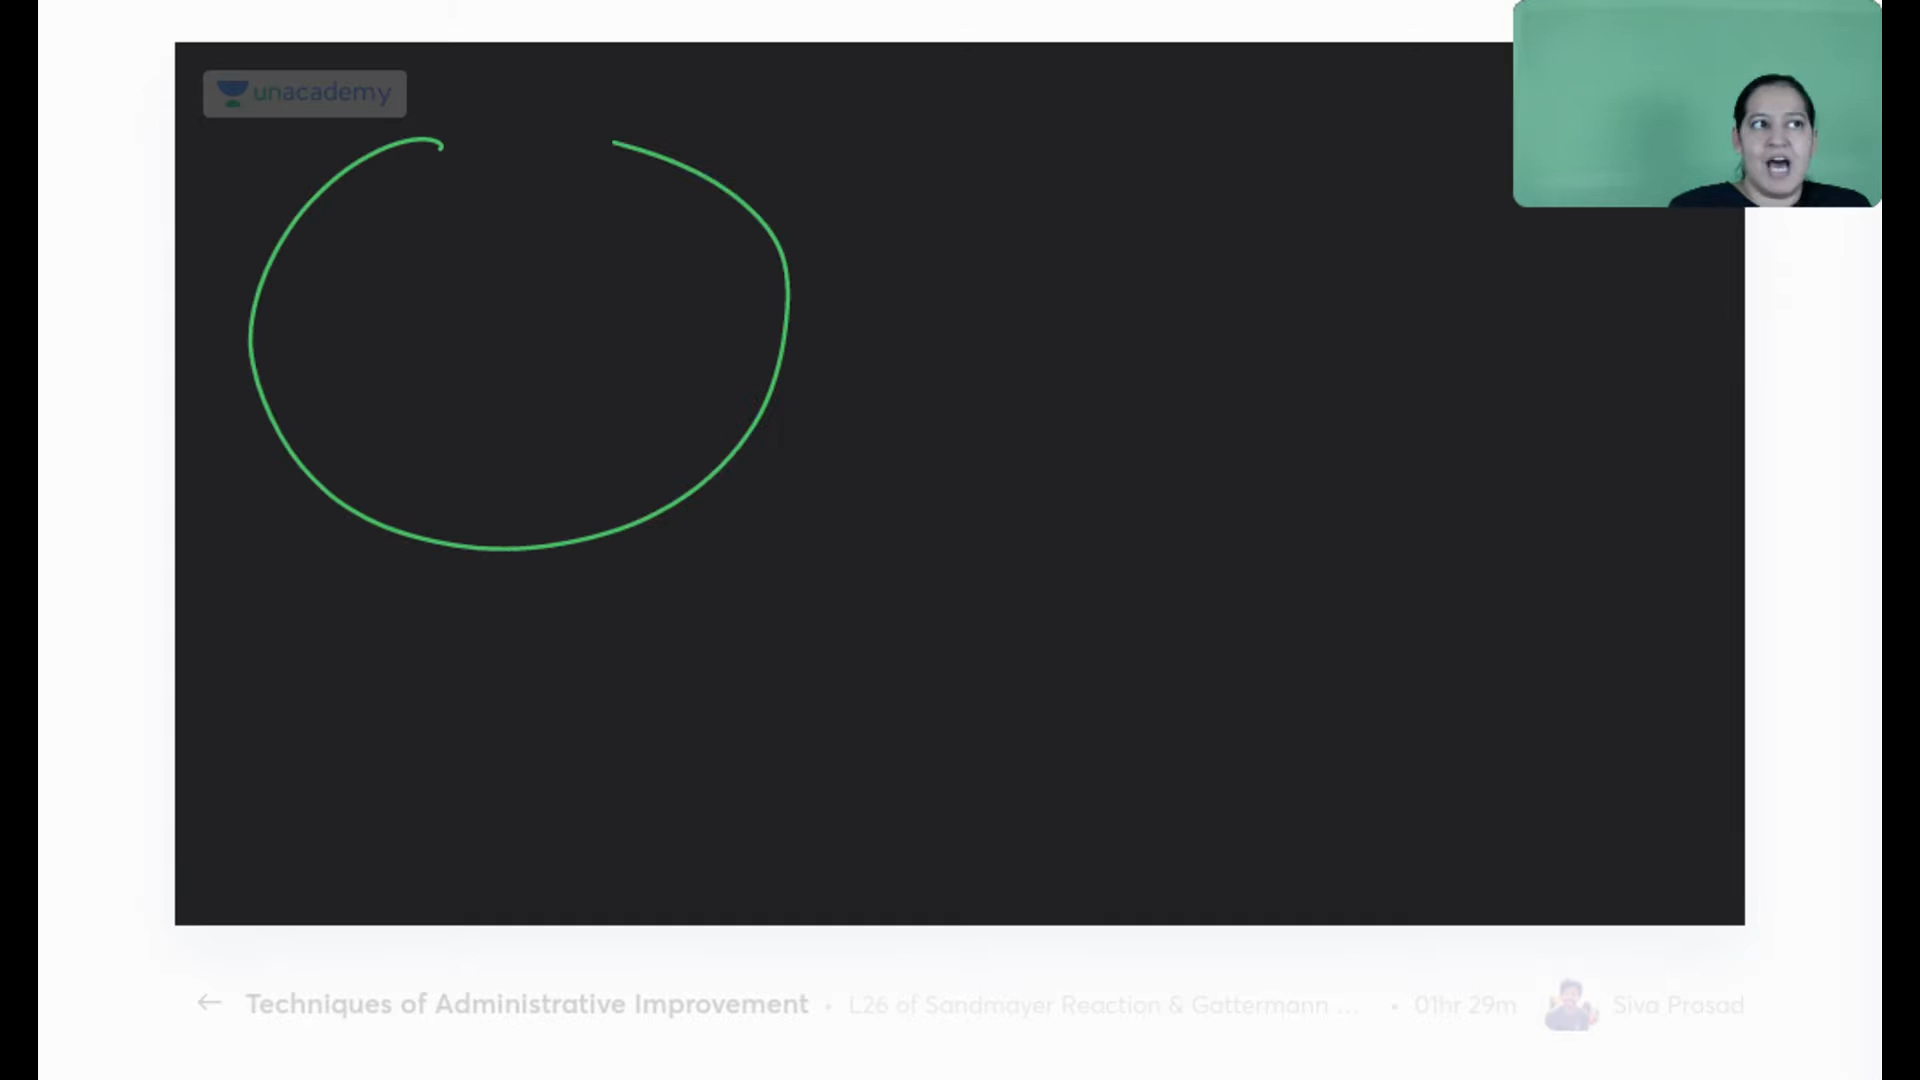 unacademy
Techniques of Administrative Improvement • L26 of Sandmayer Reaction & Gattermann ... • 01hr 29m Siva Prasad